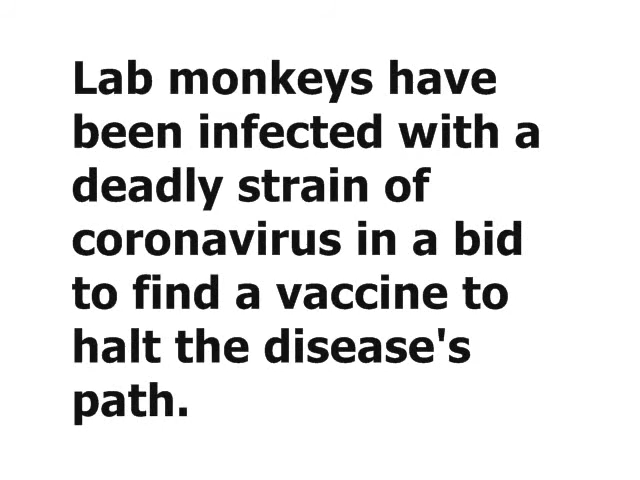 Lab monkeys have
been infected with a
deadly strain of
coronavirus in a bid
to find a vaccine to
halt the disease's
path.